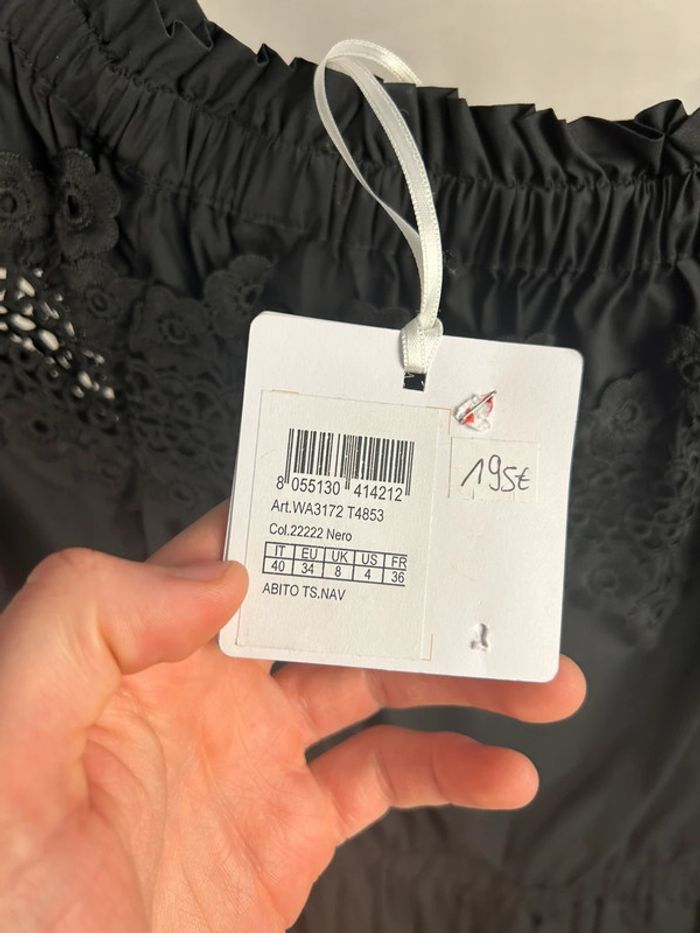 8 055130 414212
Art.WA3172 T4853
Col.22222 Nero
IT EU UK US FR
40 34 8 4 36
ABITO TS.NAV
195€